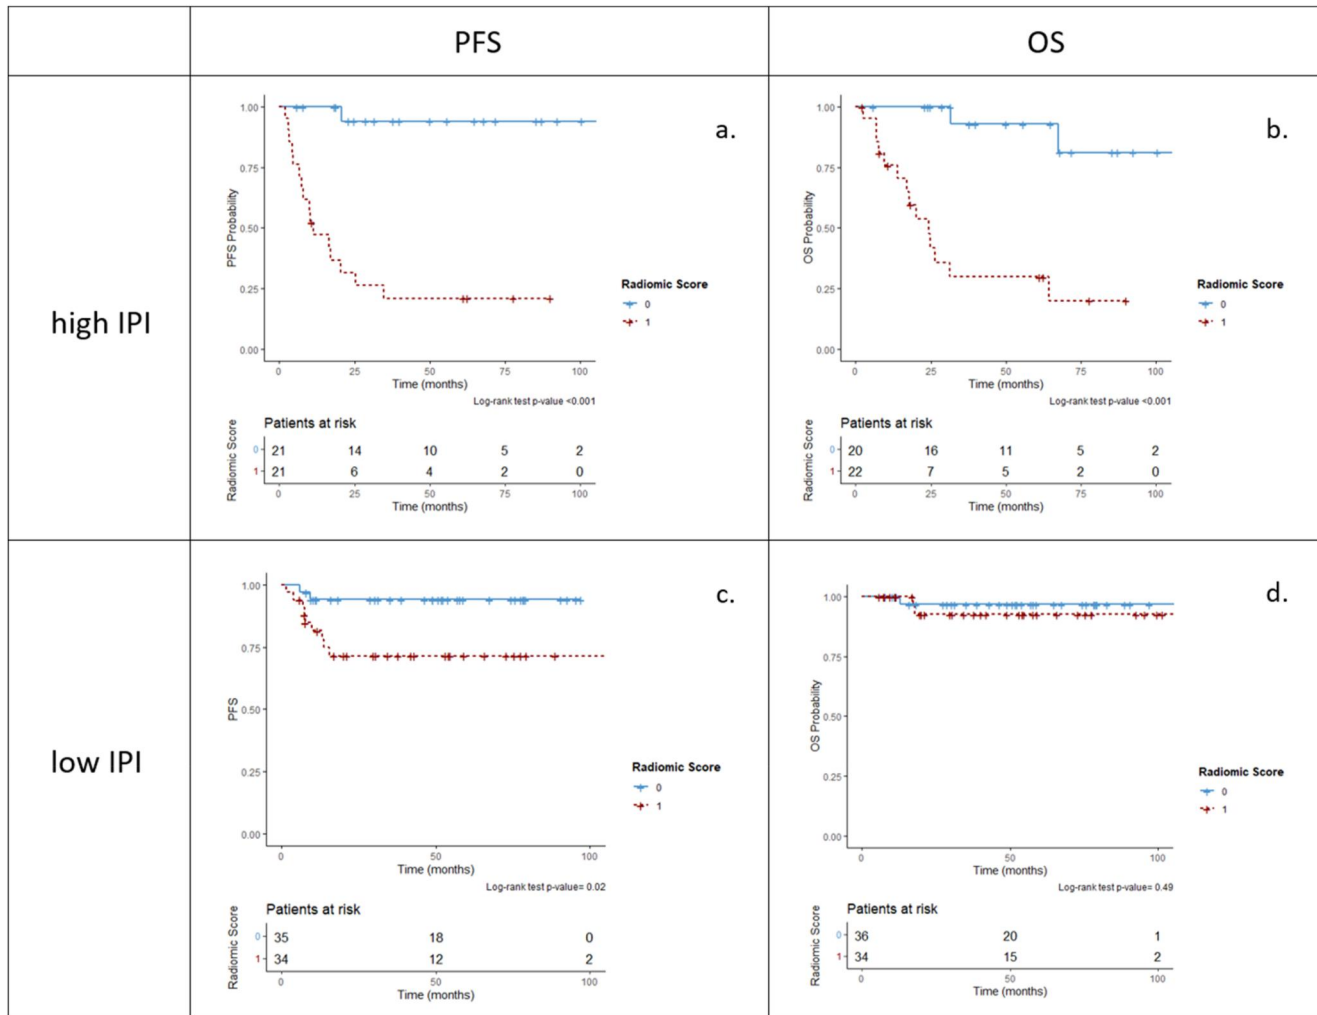 PFS
OS
high IPI
a.
1.00
0.75
0.50
0.25
0.00
PFS Probability
0 25 50 75 100
Time (months)
Log-rank test p-value <0.001
Radiomic Score
0
1
Patients at risk
Radiomic Score
0 21 14 10 5 2
1 21 6 4 2 0
0 25 50 75 100
Time (months)
b.
1.00
0.75
0.50
0.25
0.00
OS Probability
0 25 50 75 100
Time (months)
Log-rank test p-value <0.001
Radiomic Score
0
1
Patients at risk
Radiomic Score
0 20 16 11 5 2
1 22 7 5 2 0
0 25 50 75 100
Time (months)
low IPI
c.
1.00
0.75
0.50
0.25
0.00
PFS
0 50 100
Time (months)
Log-rank test p-value= 0.02
Radiomic Score
0
1
Patients at risk
Radiomic Score
0 35 18 0
1 34 12 2
0 50 100
Time (months)
d.
1.00
0.75
0.50
0.25
0.00
OS Probability
0 50 100
Time (months)
Log-rank test p-value= 0.49
Radiomic Score
0
1
Patients at risk
Radiomic Score
0 36 20 1
1 34 15 2
0 50 100
Time (months)